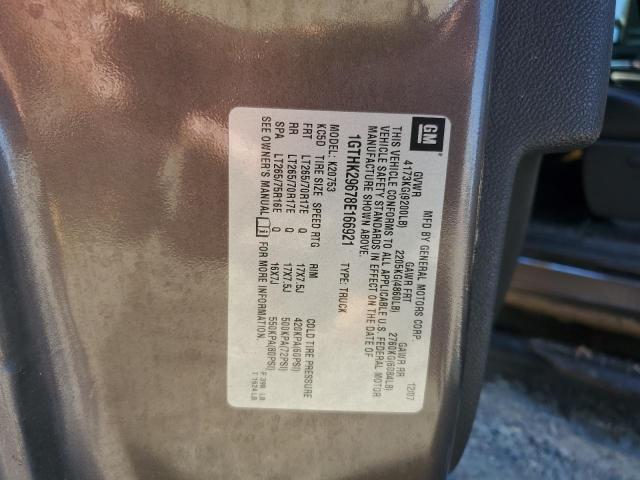 GM
MFD BY GENERAL MOTORS CORP
12/07
GVWR GAWR FRT GAWR RR
4173KG(9200LB) 2205KG(4860LB) 2760KG(6084LB)
THIS VEHICLE CONFORMS TO ALL APPLICABLE U.S. FEDERAL MOTOR
VEHICLE SAFETY STANDARDS IN EFFECT ON THE DATE OF
MANUFACTURE SHOWN ABOVE.
1GTHK29678E166921 TYPE: TRUCK
MODEL: K20753
KC5D TIRE SIZE SPEED RTG RIM COLD TIRE PRESSURE
FRT LT265/70R17E Q 17X7.5J 420KPA(60PSI)
RR LT265/70R17E Q 17X7.5J 500KPA(72PSI)
SPA LT265/75R16E Q 16X7J 550KPA(80PSI)
SEE OWNER'S MANUAL FOR MORE INFORMATION.